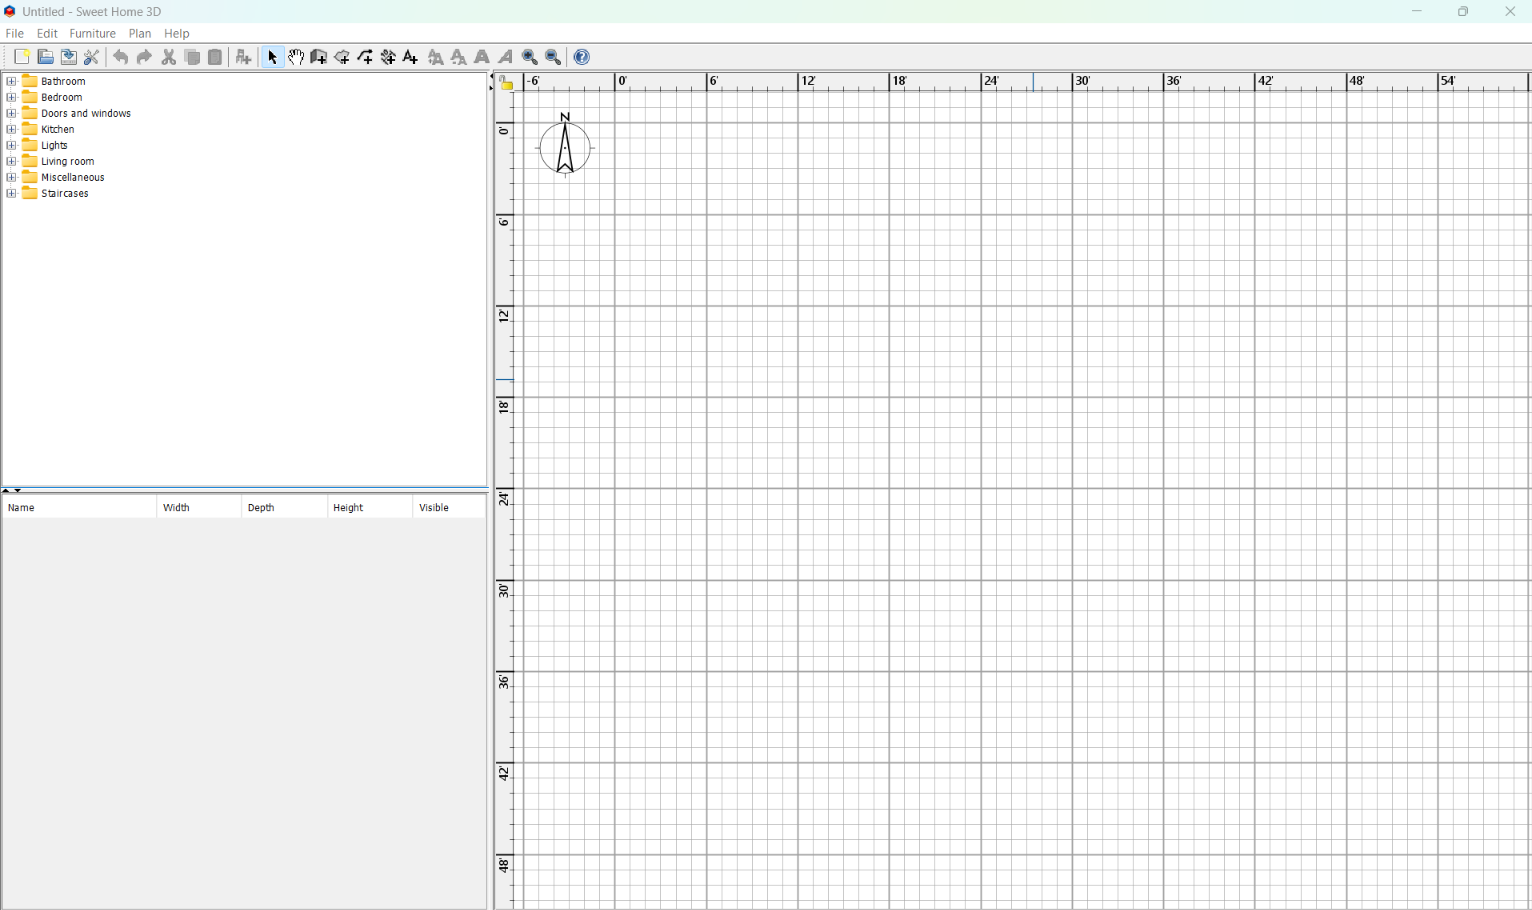 Untitled - Sweet Home 3D
File Edit Furniture Plan Help
Bathroom
Bedroom
Doors and windows
Kitchen
Lights
Living room
Miscellaneous
Staircases
Name Width Depth Height Visible
-6' 0' 6' 12' 18' 24' 30' 36' 42' 48' 54'
N
0'
6'
12'
18'
24'
30'
36'
42'
48'